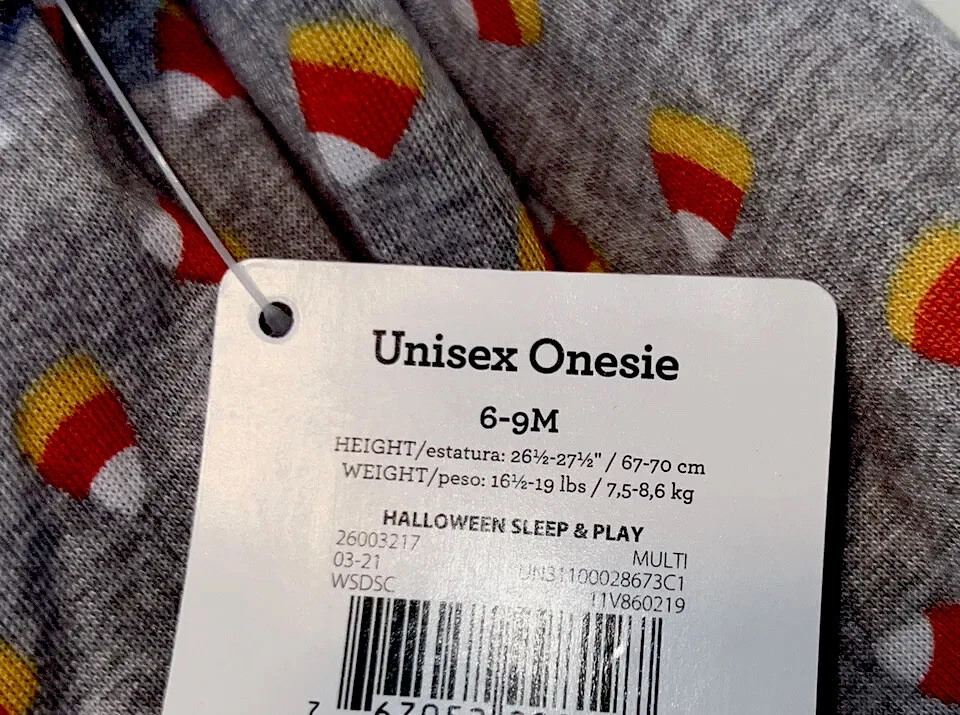 Unisex Onesie
6-9M
HEIGHT/estatura: 26½-27½" / 67-70 cm
WEIGHT/peso: 16½-19 lbs / 7,5-8,6 kg
HALLOWEEN SLEEP & PLAY
26003217 MULTI
03-21 UN31100028673C1
WSDSC 11V860219
7